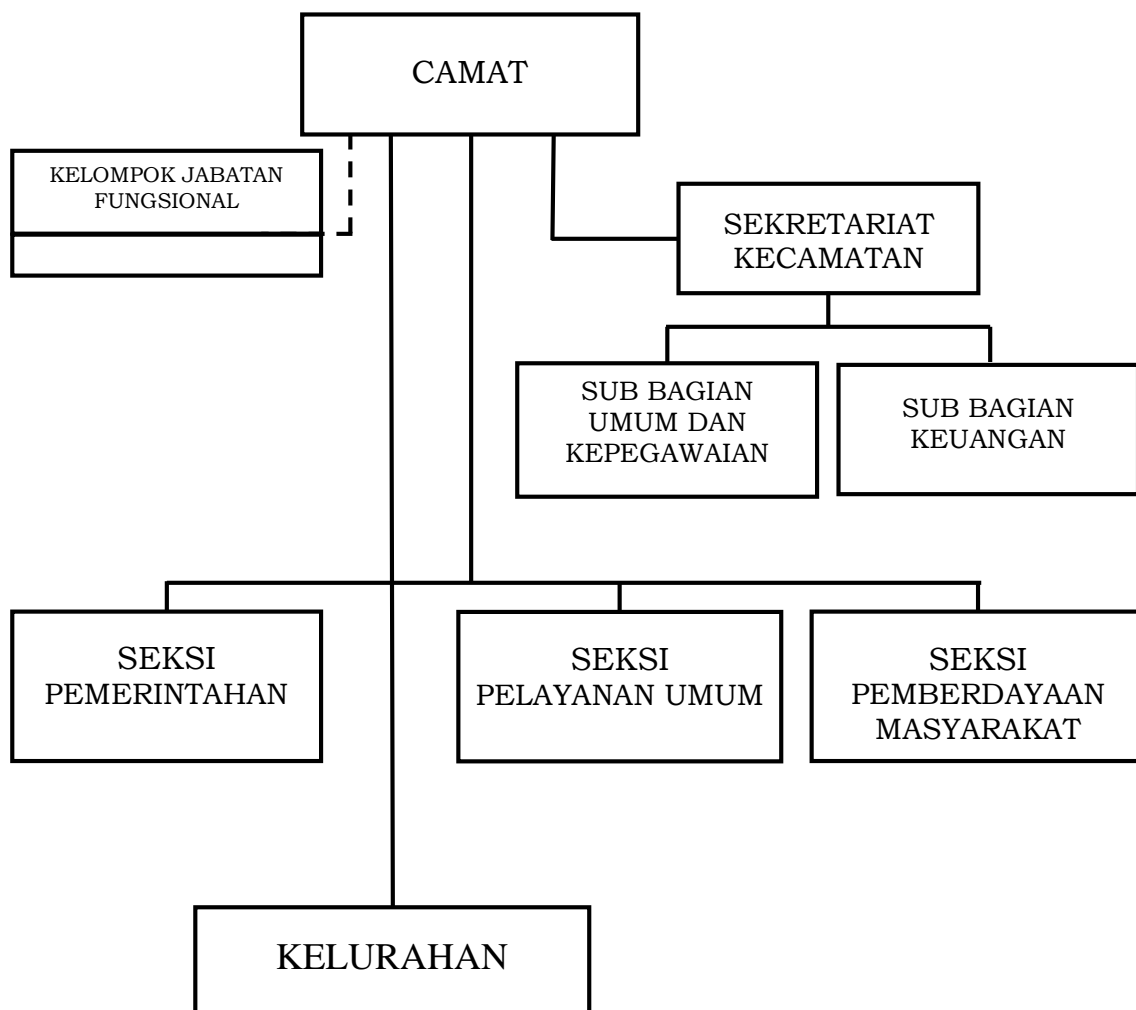 CAMAT
KELOMPOK JABATAN
FUNGSIONAL
SEKRETARIAT
KECAMATAN
SUB BAGIAN
UMUM DAN
KEPEGAWAIAN
SUB BAGIAN
KEUANGAN
SEKSI
PEMERINTAHAN
SEKSI
PELAYANAN UMUM
SEKSI
PEMBERDAYAAN
MASYARAKAT
KELURAHAN